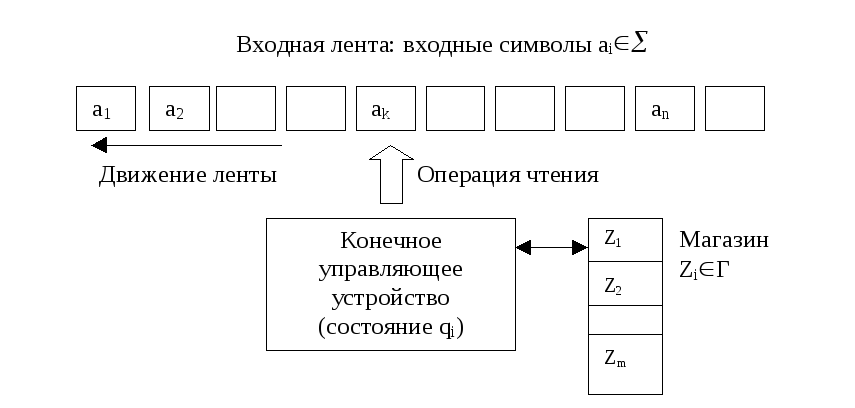 Входная лента: входные символы aᵢ∈Σ
a₁ a₂ aₖ aₙ
Движение ленты
Операция чтения
Конечное
управляющее
устройство
(состояние qᵢ)
Z₁
Z₂
Zₘ
Магазин
Zᵢ∈Γ